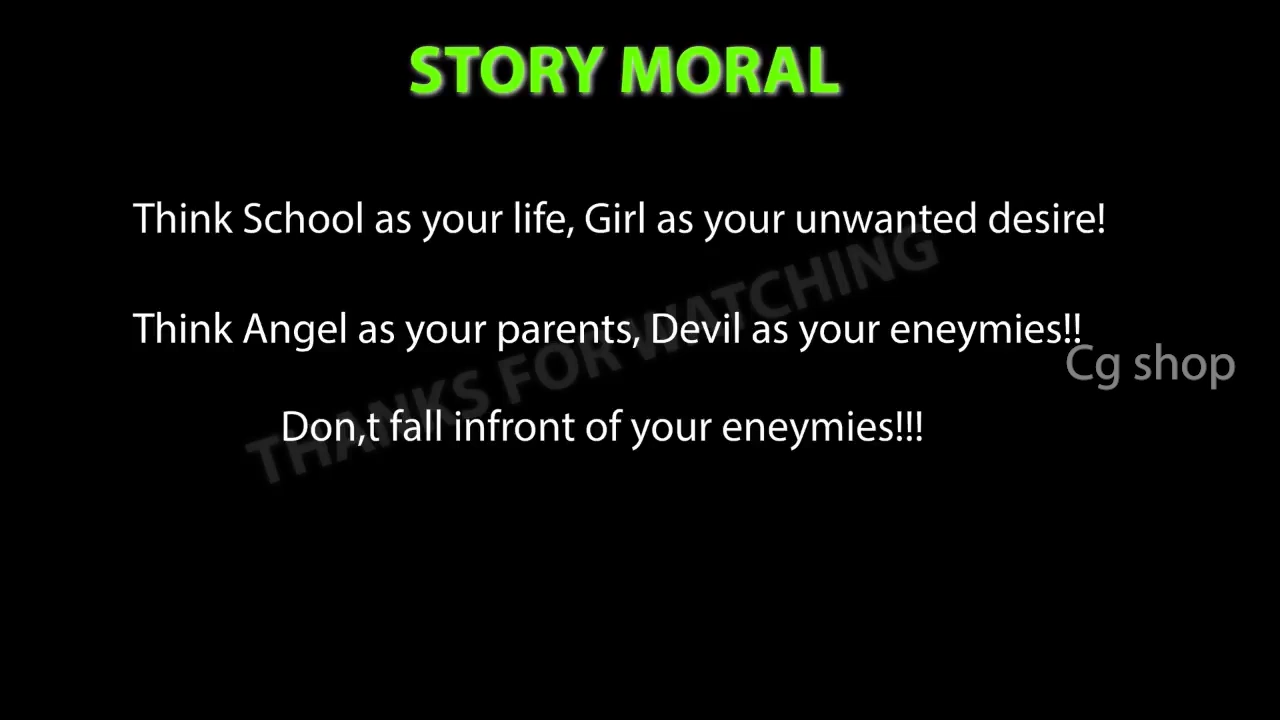 STORY MORAL
Think School as your life, Girl as your unwanted desire!
THANKS FOR WATCHING
Think Angel as your parents, Devil as your eneymies!!
Cg shop
Don,t fall infront of your eneymies!!!